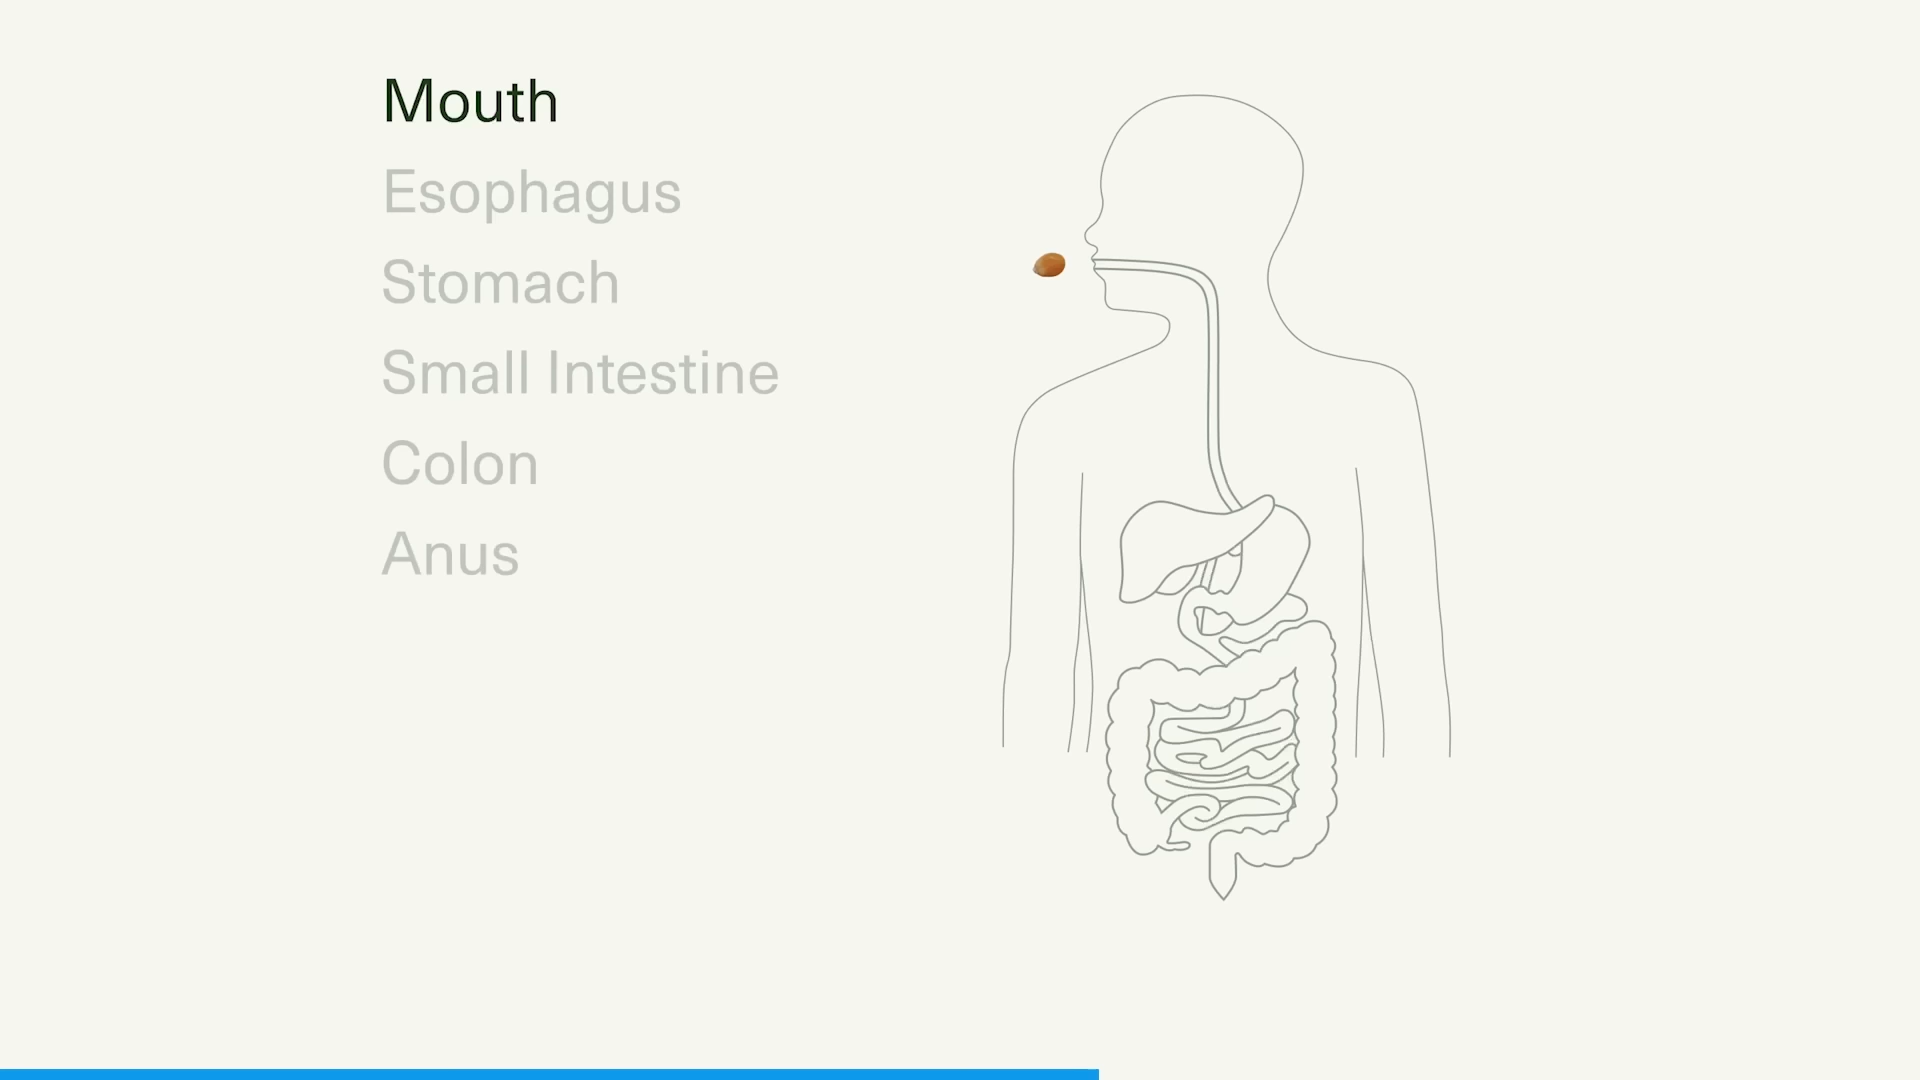 Mouth
Esophagus
Stomach
Small Intestine
Colon
Anus